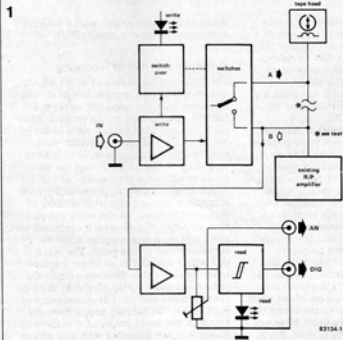 1
tape head
write
switch-
over
switches
A
IN
write
B
see text
existing
R/P
amplifier
read
AN
DIG
read
83134-1